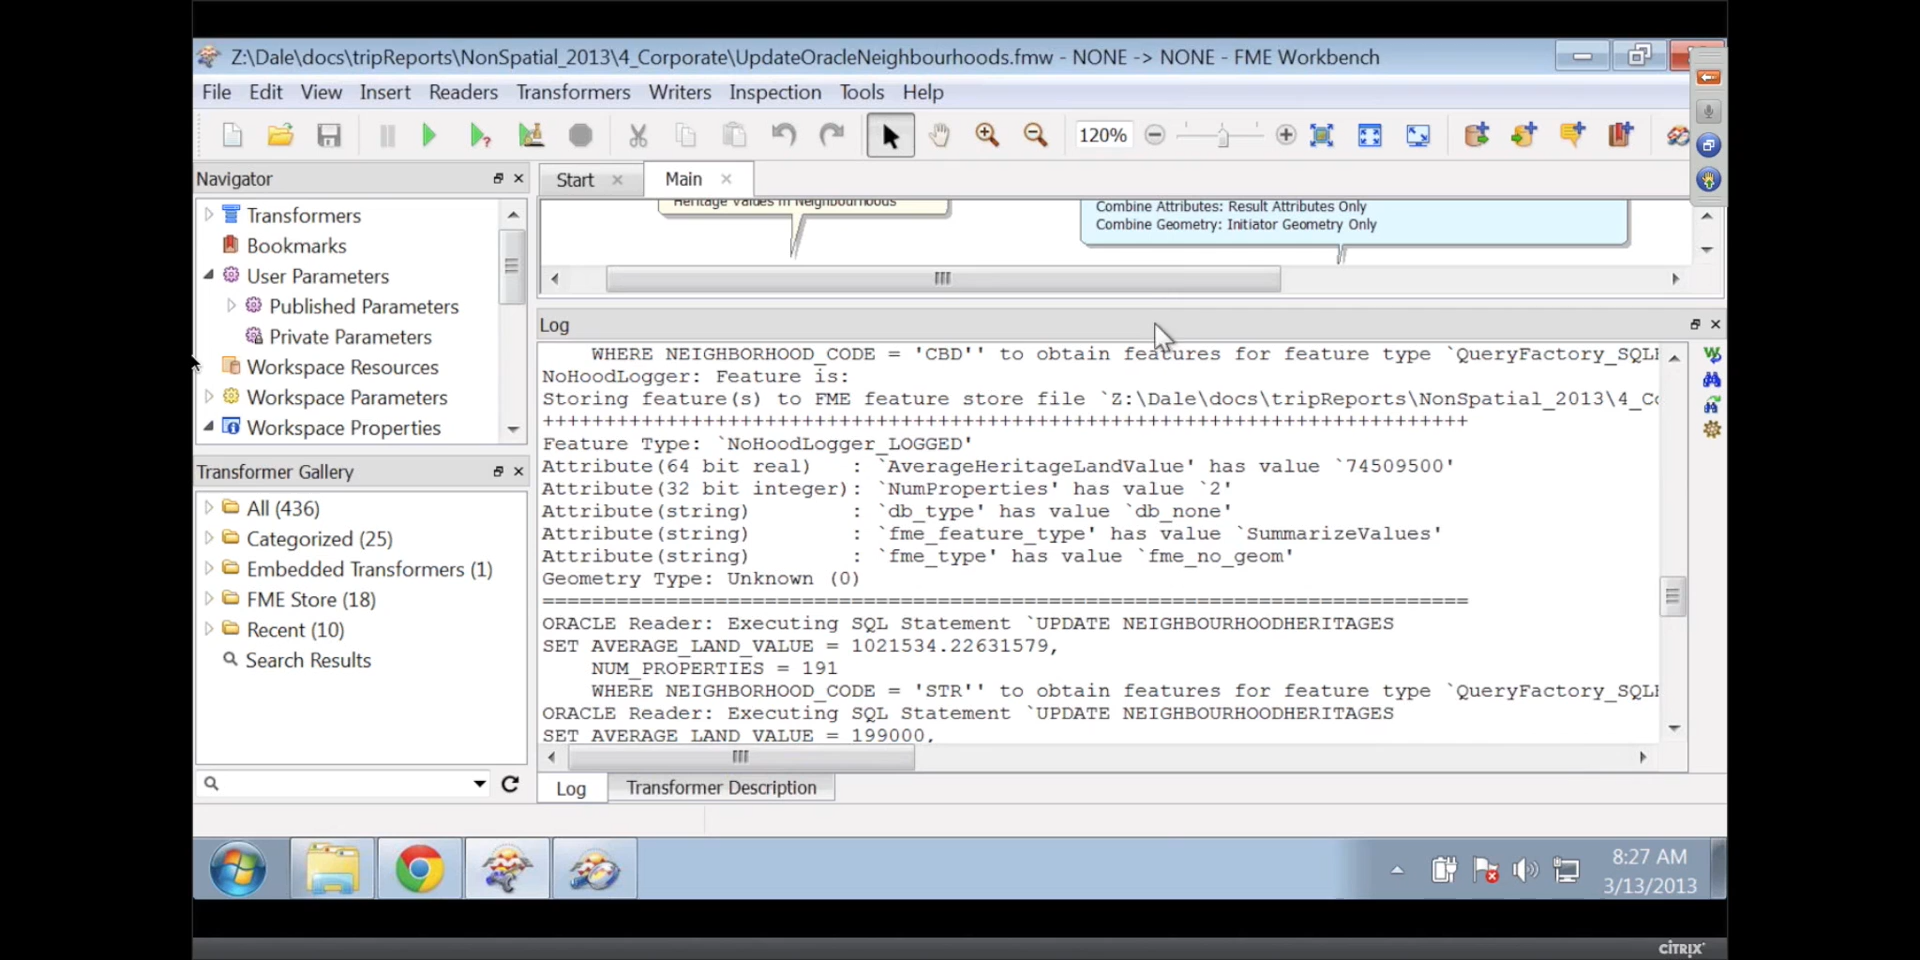 Z:\Dale\docs\tripReports\NonSpatial_2013\4_Corporate\UpdateOracleNeighbourhoods.fmw - NONE -> NONE - FME Workbench
File Edit View Insert Readers Transformers Writers Inspection Tools Help
120%
Navigator
Transformers
Bookmarks
User Parameters
Published Parameters
Private Parameters
Workspace Resources
Workspace Parameters
Workspace Properties
Transformer Gallery
All (436)
Categorized (25)
Embedded Transformers (1)
FME Store (18)
Recent (10)
Search Results
Start Main
Heritage Values in Neighbourhoods
Combine Attributes: Result Attributes Only
Combine Geometry: Initiator Geometry Only
Log
WHERE NEIGHBORHOOD_CODE = 'CBD'' to obtain features for feature type `QueryFactory_SQL
NoHoodLogger: Feature is:
Storing feature(s) to FME feature store file `Z:\Dale\docs\tripReports\NonSpatial_2013\4_Co
+++++++++++++++++++++++++++++++++++++++++++++++++++++++++++++++++++++++++++
Feature Type: `NoHoodLogger_LOGGED'
Attribute(64 bit real)   : `AverageHeritageLandValue' has value `74509500'
Attribute(32 bit integer): `NumProperties' has value `2'
Attribute(string)        : `db_type' has value `db_none'
Attribute(string)        : `fme_feature_type' has value `SummarizeValues'
Attribute(string)        : `fme_type' has value `fme_no_geom'
Geometry Type: Unknown (0)
===========================================================================
ORACLE Reader: Executing SQL Statement `UPDATE NEIGHBOURHOODHERITAGES
SET AVERAGE_LAND_VALUE = 1021534.22631579,
NUM_PROPERTIES = 191
WHERE NEIGHBORHOOD_CODE = 'STR'' to obtain features for feature type `QueryFactory_SQL
ORACLE Reader: Executing SQL Statement `UPDATE NEIGHBOURHOODHERITAGES
SET AVERAGE_LAND_VALUE = 199000,
Log Transformer Description
8:27 AM
3/13/2013
CITRIX